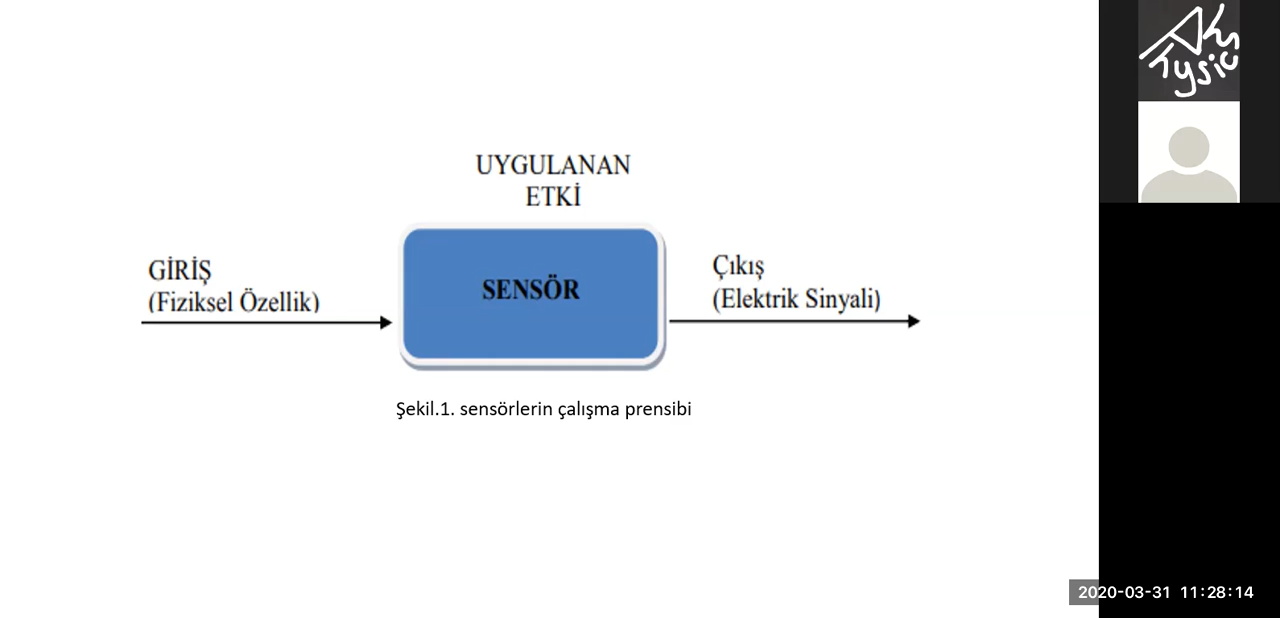 UYGULANAN
ETKİ
GİRİŞ
(Fiziksel Özellik)
SENSÖR
Çıkış
(Elektrik Sinyali)
Şekil.1. sensörlerin çalışma prensibi
2020-03-31 11:28:14